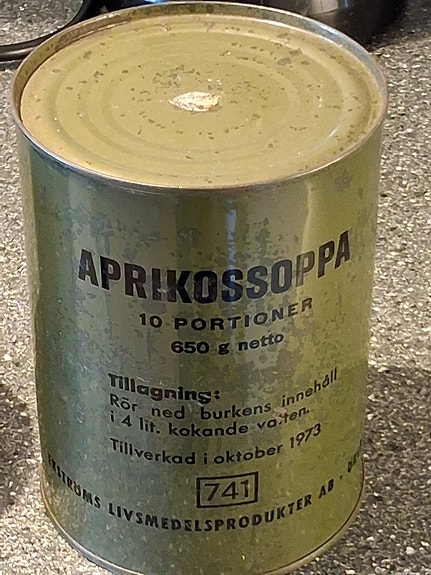 APRIKOSSOPPA
10 PORTIONER
650 g netto
Tillagning:
Rör ned burkens innehåll
i 4 lit. kokande vatten.
Tillverkad i oktober 1973
741
EKSTRÖMS LIVSMEDELSPRODUKTER AB ·